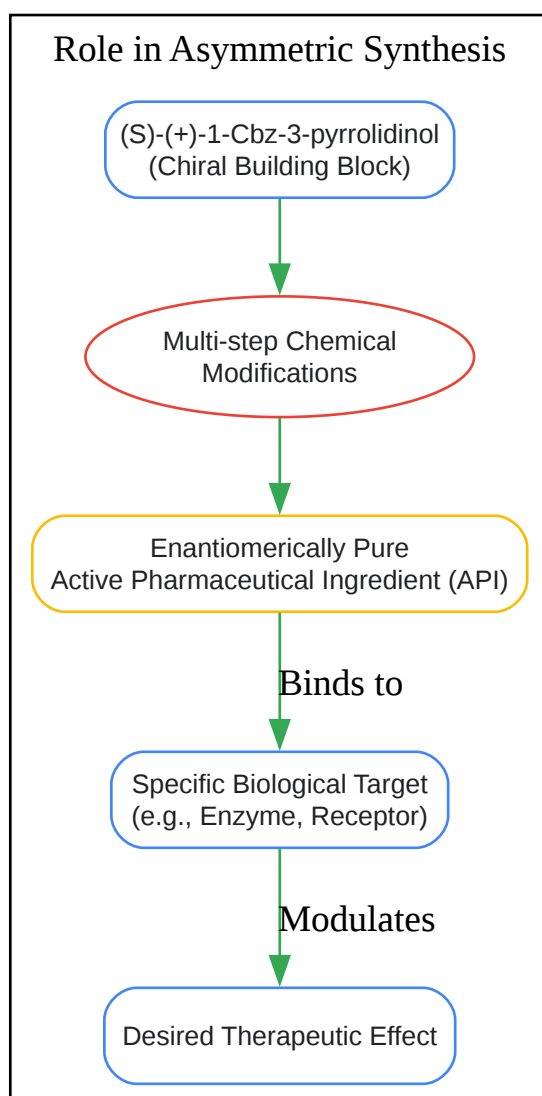 Role in Asymmetric Synthesis
(S)-(+)-1-Cbz-3-pyrrolidinol
(Chiral Building Block)
Multi-step Chemical
Modifications
Enantiomerically Pure
Active Pharmaceutical Ingredient (API)
Binds to
Specific Biological Target
(e.g., Enzyme, Receptor)
Modulates
Desired Therapeutic Effect